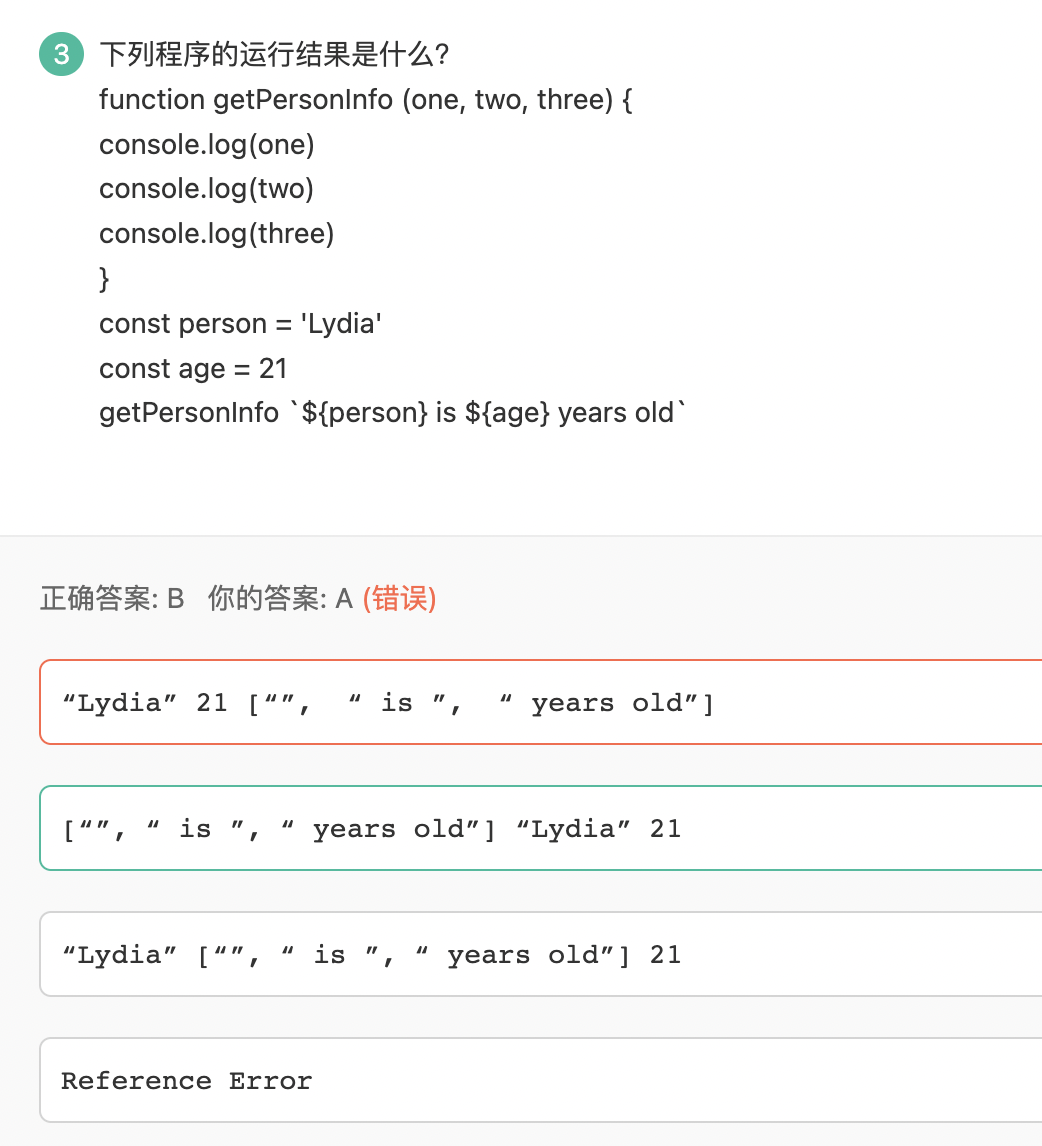 3 下列程序的运行结果是什么?
function getPersonInfo (one, two, three) {
console.log(one)
console.log(two)
console.log(three)
}
const person = 'Lydia'
const age = 21
getPersonInfo `${person} is ${age} years old`
正确答案: B 你的答案: A (错误)
“Lydia” 21 [“”, “ is ”, “ years old”]
[“”, “ is ”, “ years old”] “Lydia” 21
“Lydia” [“”, “ is ”, “ years old”] 21
Reference Error